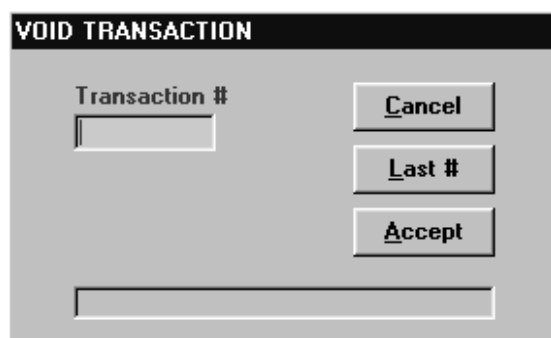 VOID TRANSACTION
Transaction #
Cancel
Last #
Accept